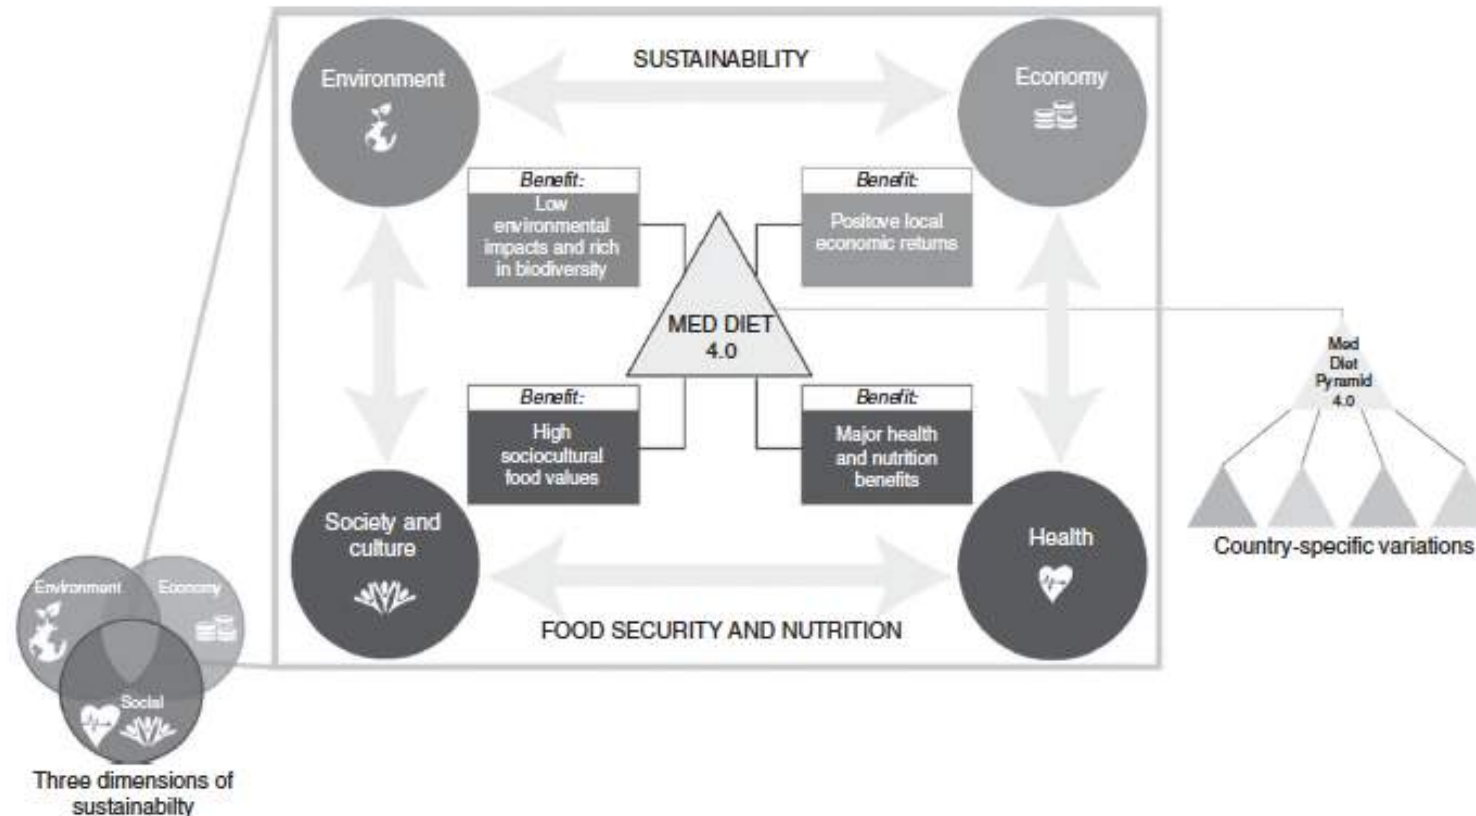 SUSTAINABILITY
Environment
Economy
Benefit:
Low
environmental
impacts and rich
in biodiversity
Benefit:
Positove local
economic returns
MED DIET
4.0
Benefit:
High
sociocultural
food values
Benefit:
Major health
and nutrition
benefits
Society and
culture
Health
FOOD SECURITY AND NUTRITION
Med
Diet
Pyramid
4.0
Country-specific variations
Environment
Economy
Social
Three dimensions of
sustainabilty